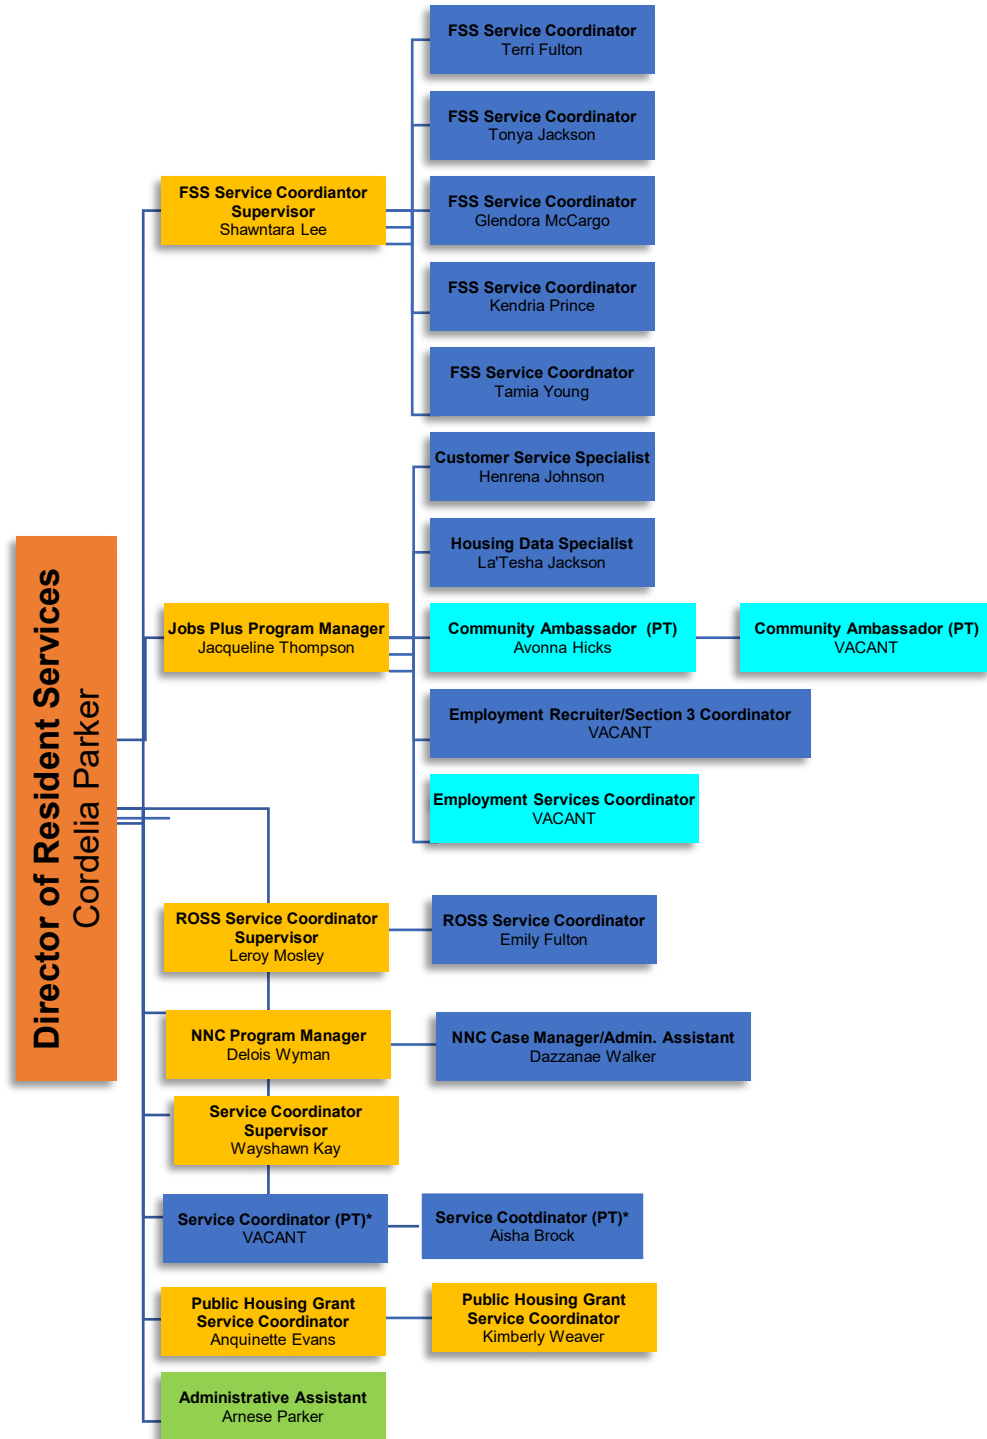 Director of Resident Services
Cordelia Parker
FSS Service Coordiantor
Supervisor
Shawntara Lee
FSS Service Coordinator
Terri Fulton
FSS Service Coordinator
Tonya Jackson
FSS Service Coordinator
Glendora McCargo
FSS Service Coordinator
Kendria Prince
FSS Service Coordnator
Tamia Young
Jobs Plus Program Manager
Jacqueline Thompson
Customer Service Specialist
Henrena Johnson
Housing Data Specialist
La'Tesha Jackson
Community Ambassador (PT)
Avonna Hicks
Community Ambassador (PT)
VACANT
Employment Recruiter/Section 3 Coordinator
VACANT
Employment Services Coordinator
VACANT
ROSS Service Coordinator
Supervisor
Leroy Mosley
ROSS Service Coordinator
Emily Fulton
NNC Program Manager
Delois Wyman
NNC Case Manager/Admin. Assistant
Dazzanae Walker
Service Coordinator
Supervisor
Wayshawn Kay
Service Coordinator (PT)*
VACANT
Service Cootdinator (PT)*
Aisha Brock
Public Housing Grant
Service Coordinator
Anquinette Evans
Public Housing Grant
Service Coordinator
Kimberly Weaver
Administrative Assistant
Arnese Parker